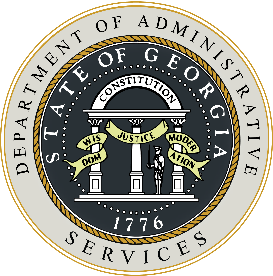 DEPARTMENT OF ADMINISTRATIVE
SERVICES
STATE OF GEORGIA
CONSTITUTION
WIS
DOM
JUSTICE
MODER
ATION
1776